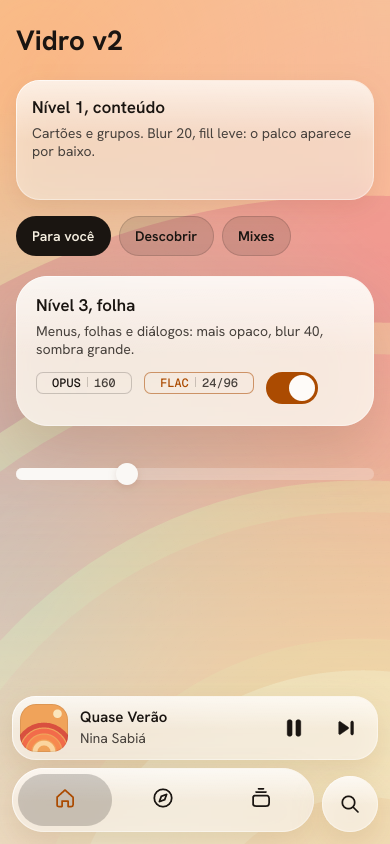 Vidro v2
Nível 1, conteúdo
Cartões e grupos. Blur 20, fill leve: o palco aparece
por baixo.
Para você
Descobrir
Mixes
Nível 3, folha
Menus, folhas e diálogos: mais opaco, blur 40,
sombra grande.
OPUS 160
FLAC 24/96
Quase Verão
Nina Sabiá